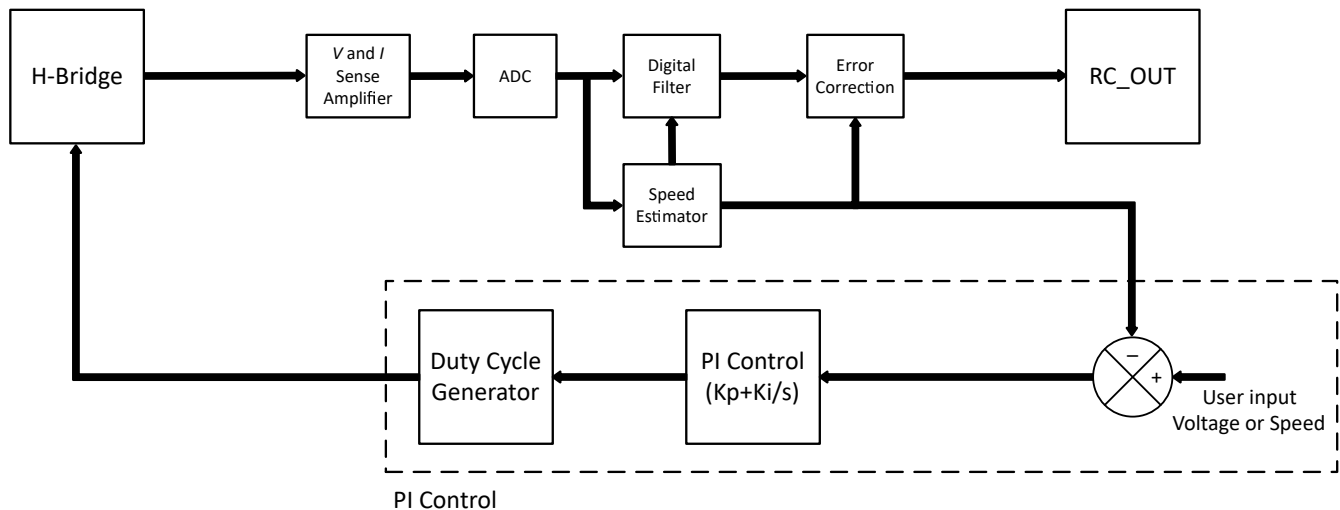 H-Bridge
V and I
Sense
Amplifier
ADC
Digital
Filter
Error
Correction
RC_OUT
Speed
Estimator
Duty Cycle
Generator
PI Control
(Kp+Ki/s)
−
+
User input
Voltage or Speed
PI Control